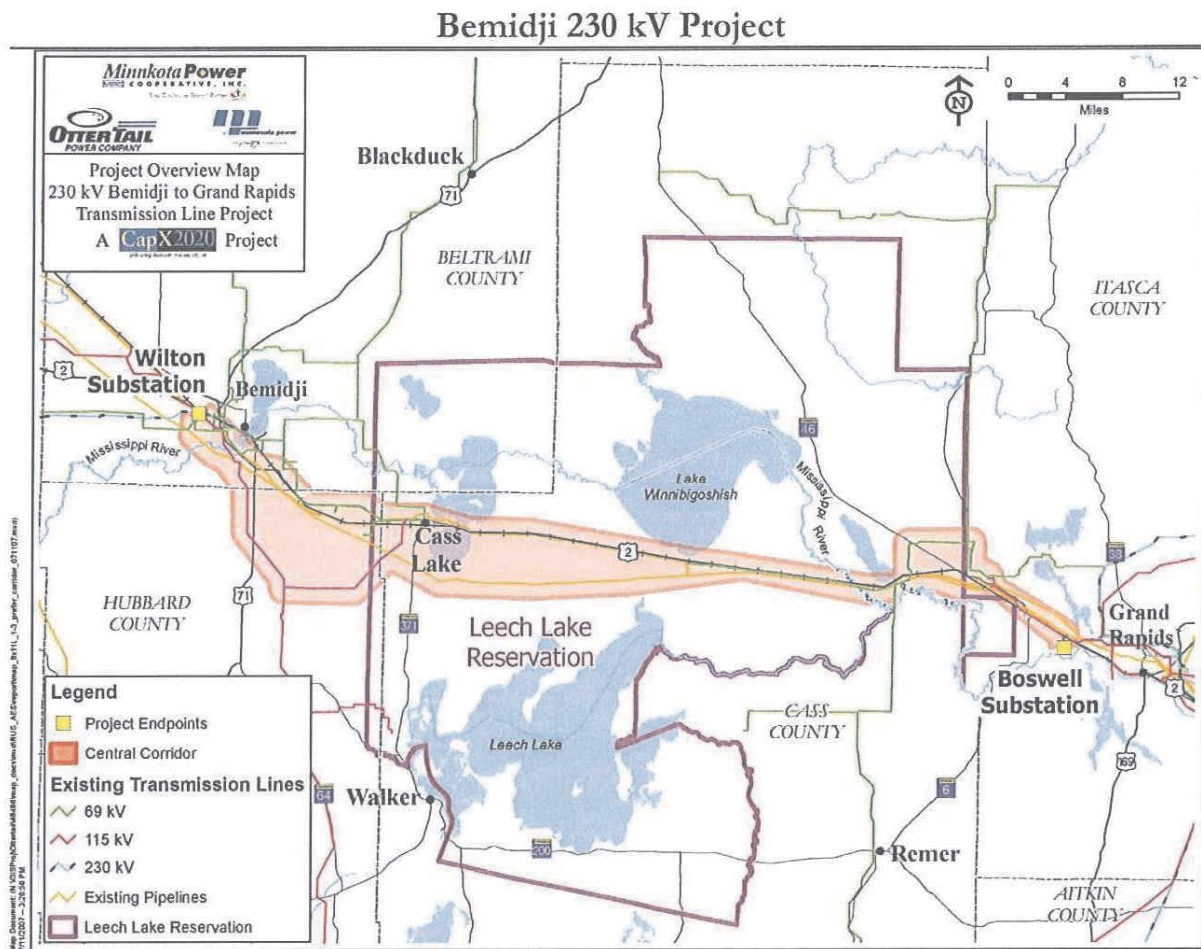 Bemidji 230 kV Project
Minnkota Power
COOPERATIVE, INC.
OTTER TAIL
POWER COMPANY
minnesota power
Project Overview Map
230 kV Bemidji to Grand Rapids
Transmission Line Project
A CapX2020 Project
N
0 4 8 12
Miles
Blackduck
71
BELTRAMI
COUNTY
ITASCA
COUNTY
Wilton
Substation
2
Bemidji
Mississippi River
46
Lake
Winnibigoshish
Mississippi
River
Cass
Lake
2
38
HUBBARD
COUNTY
71
371
Leech Lake
Reservation
Grand
Rapids
2
Boswell
Substation
CASS
COUNTY
Leech Lake
169
64
Walker
6
200
Remer
AITKIN
COUNTY
Legend
Project Endpoints
Central Corridor
Existing Transmission Lines
69 kV
115 kV
230 kV
Existing Pipelines
Leech Lake Reservation